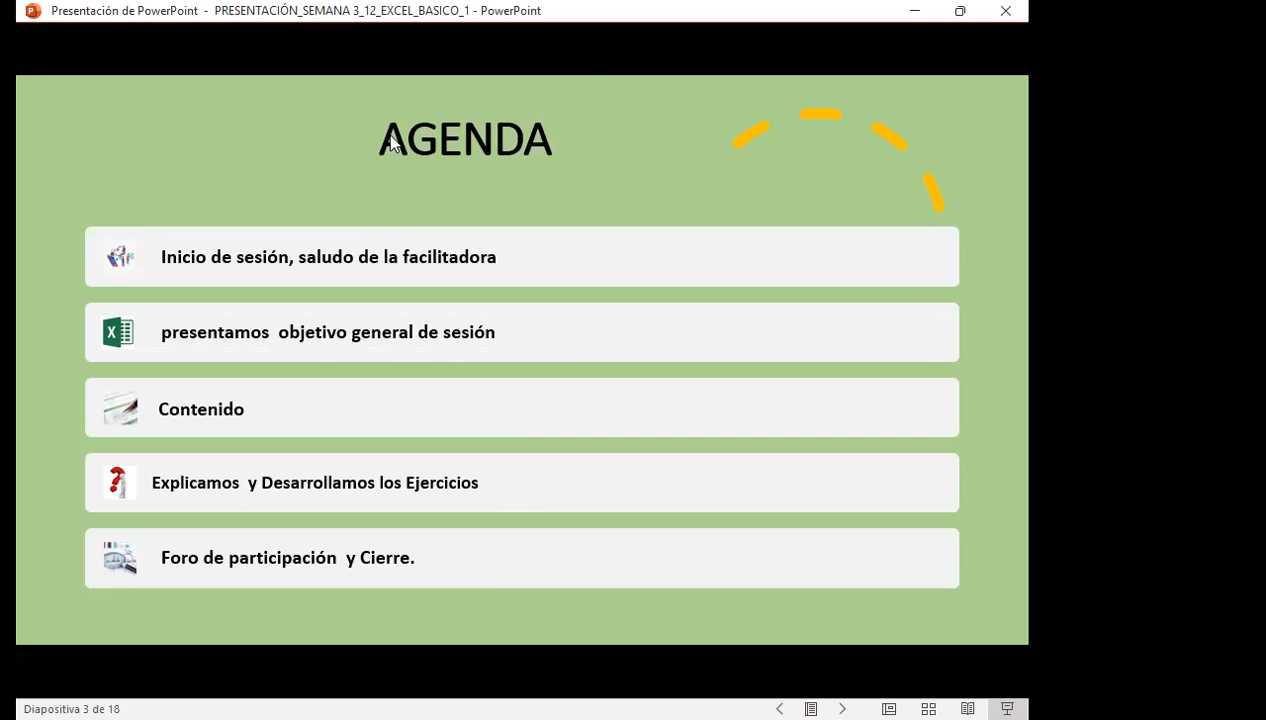 Presentación de PowerPoint - PRESENTACIÓN_SEMANA 3_12_EXCEL_BASICO_1 - PowerPoint
AGENDA
Inicio de sesión, saludo de la facilitadora
presentamos objetivo general de sesión
Contenido
Explicamos y Desarrollamos los Ejercicios
Foro de participación y Cierre.
Diapositiva 3 de 18